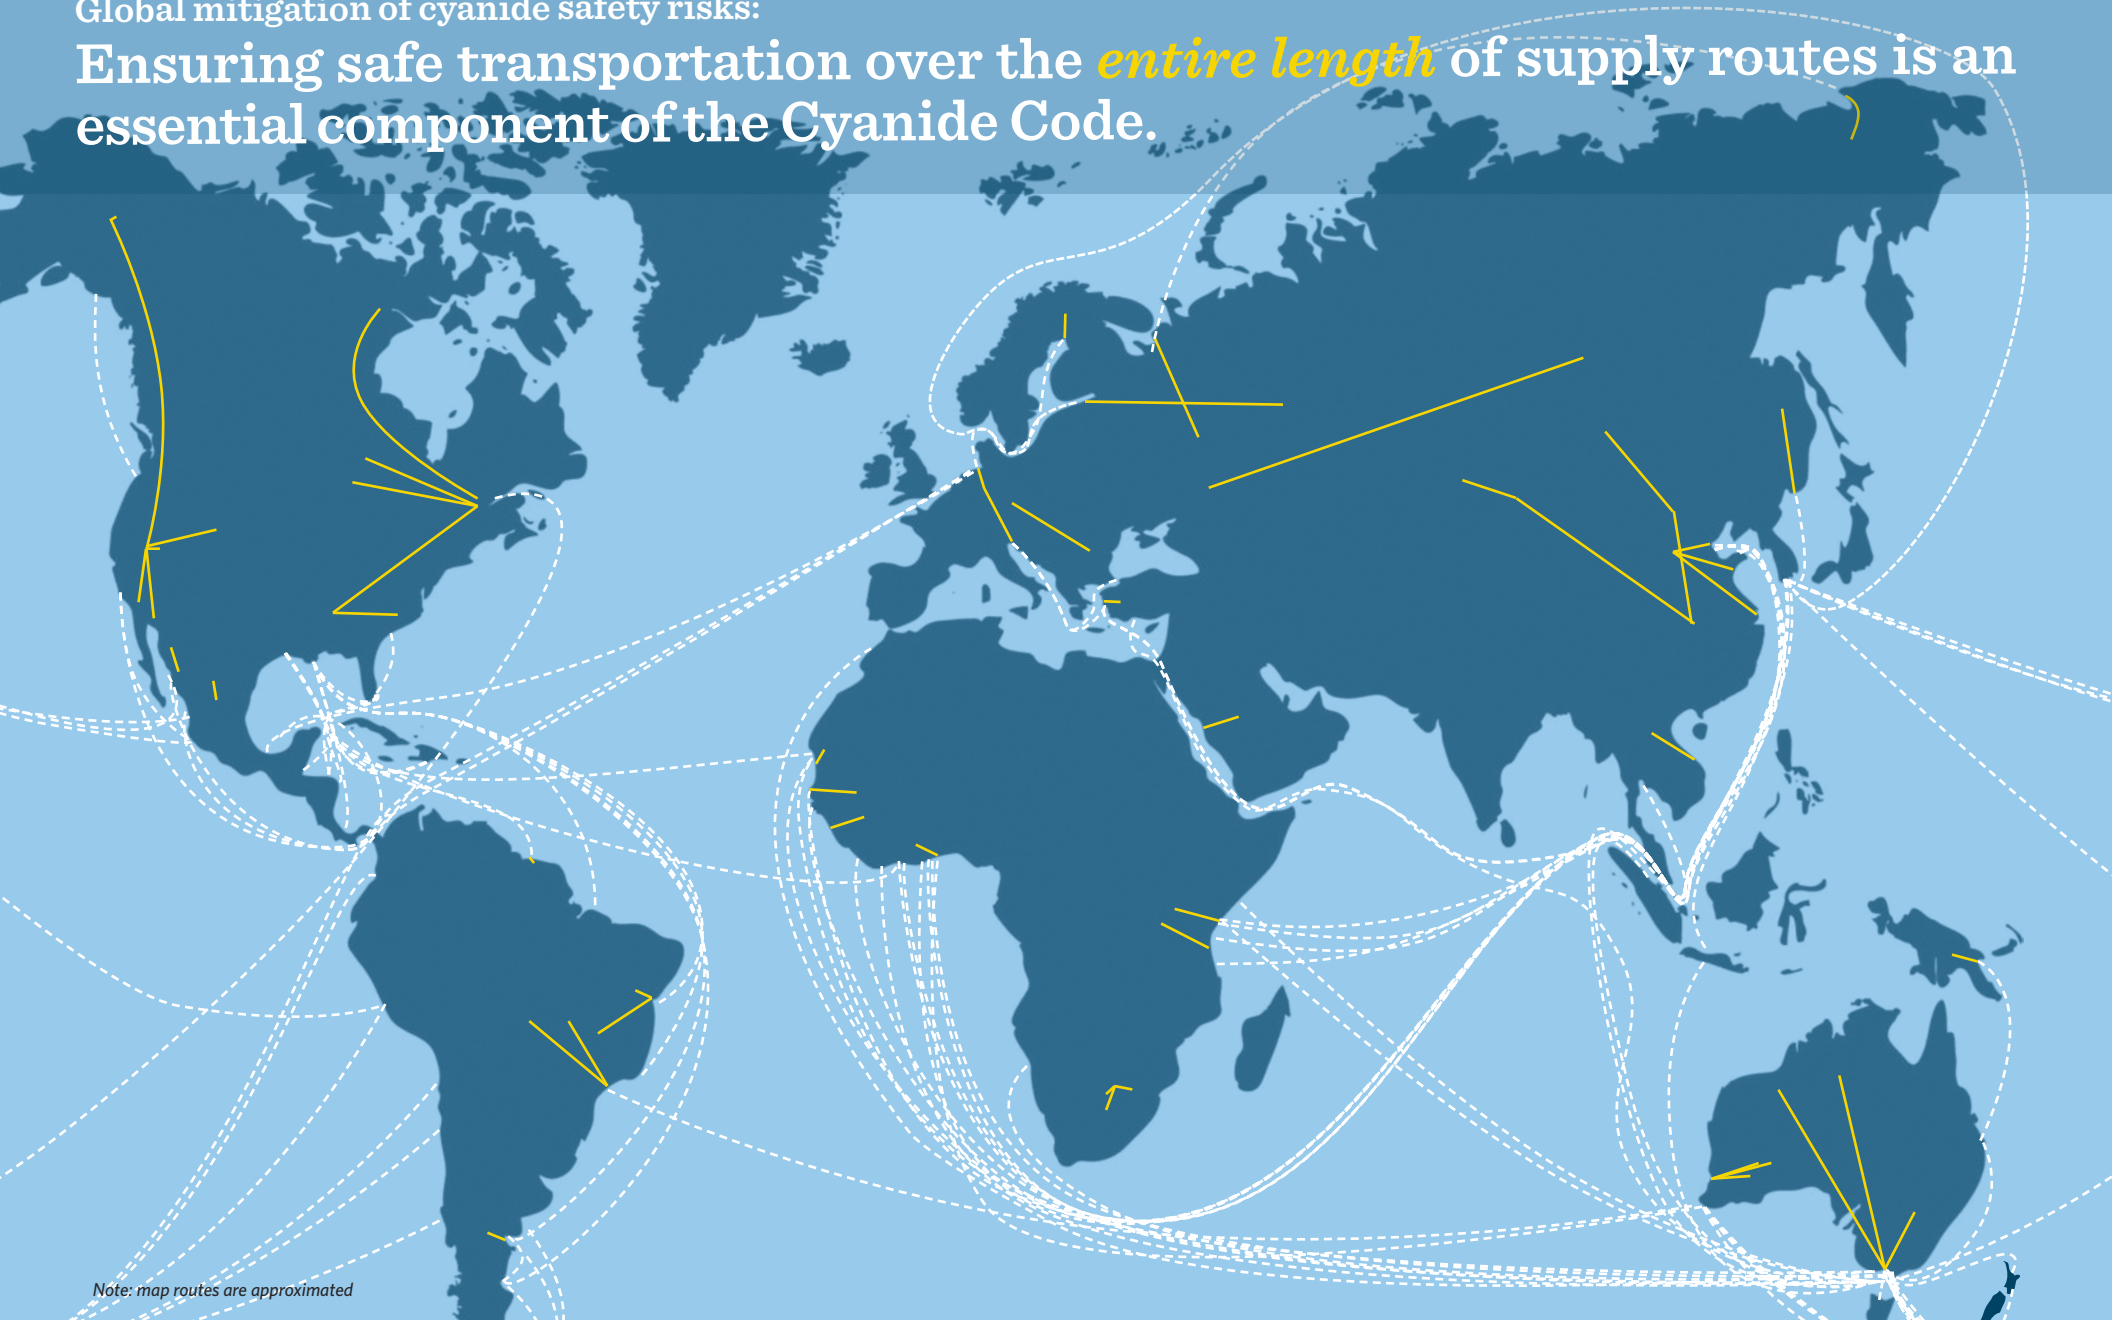 Global mitigation of cyanide safety risks:
Ensuring safe transportation over the entire length of supply routes is an
essential component of the Cyanide Code.
Note: map routes are approximated